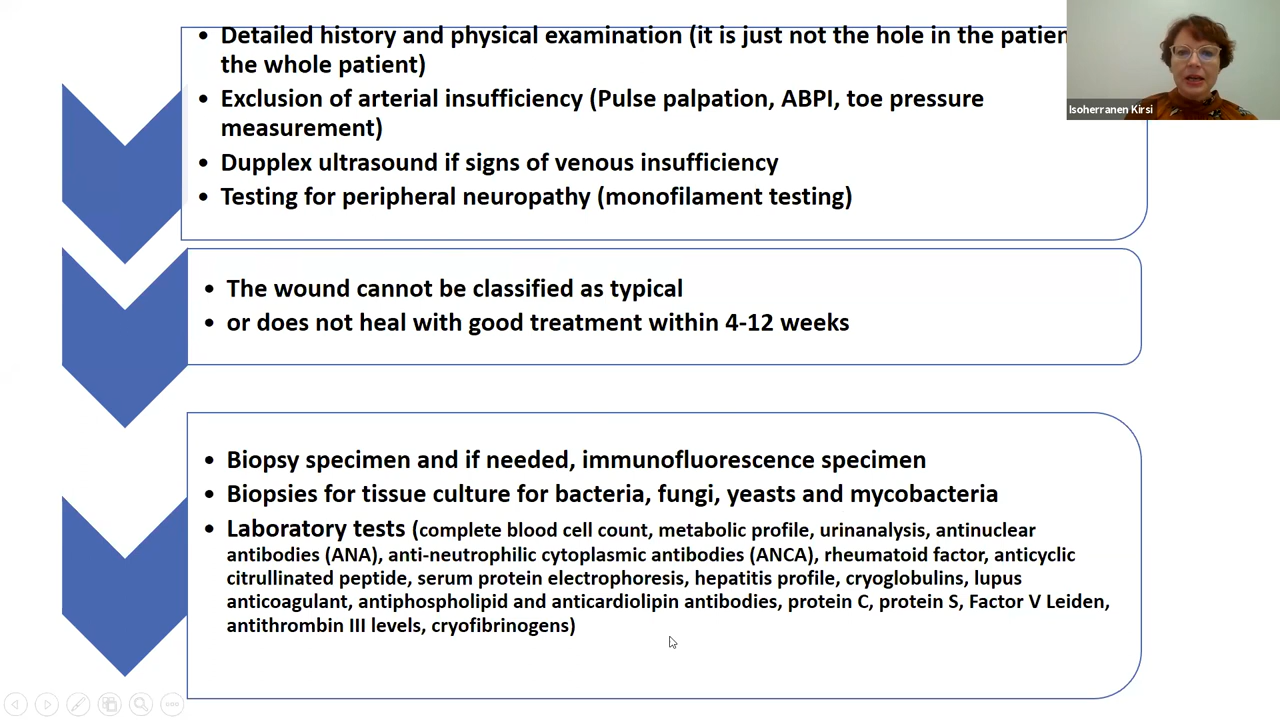 • Detailed history and physical examination (it is just not the hole in the patien
the whole patient)
• Exclusion of arterial insufficiency (Pulse palpation, ABPI, toe pressure
measurement)
• Dupplex ultrasound if signs of venous insufficiency
• Testing for peripheral neuropathy (monofilament testing)
Isoherranen Kirsi
• The wound cannot be classified as typical
• or does not heal with good treatment within 4-12 weeks
• Biopsy specimen and if needed, immunofluorescence specimen
• Biopsies for tissue culture for bacteria, fungi, yeasts and mycobacteria
• Laboratory tests (complete blood cell count, metabolic profile, urinanalysis, antinuclear
antibodies (ANA), anti-neutrophilic cytoplasmic antibodies (ANCA), rheumatoid factor, anticyclic
citrullinated peptide, serum protein electrophoresis, hepatitis profile, cryoglobulins, lupus
anticoagulant, antiphospholipid and anticardiolipin antibodies, protein C, protein S, Factor V Leiden,
antithrombin III levels, cryofibrinogens)